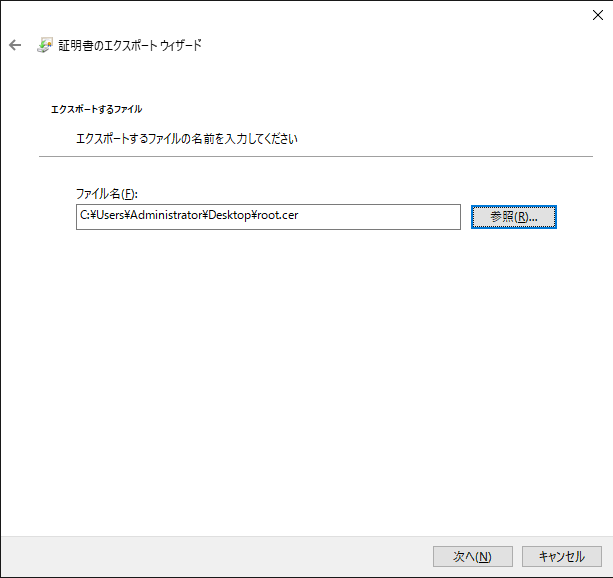 証明書のエクスポート ウィザード
エクスポートするファイル
エクスポートするファイルの名前を入力してください
ファイル名(F):
C:¥Users¥Administrator¥Desktop¥root.cer
参照(R)...
次へ(N)
キャンセル